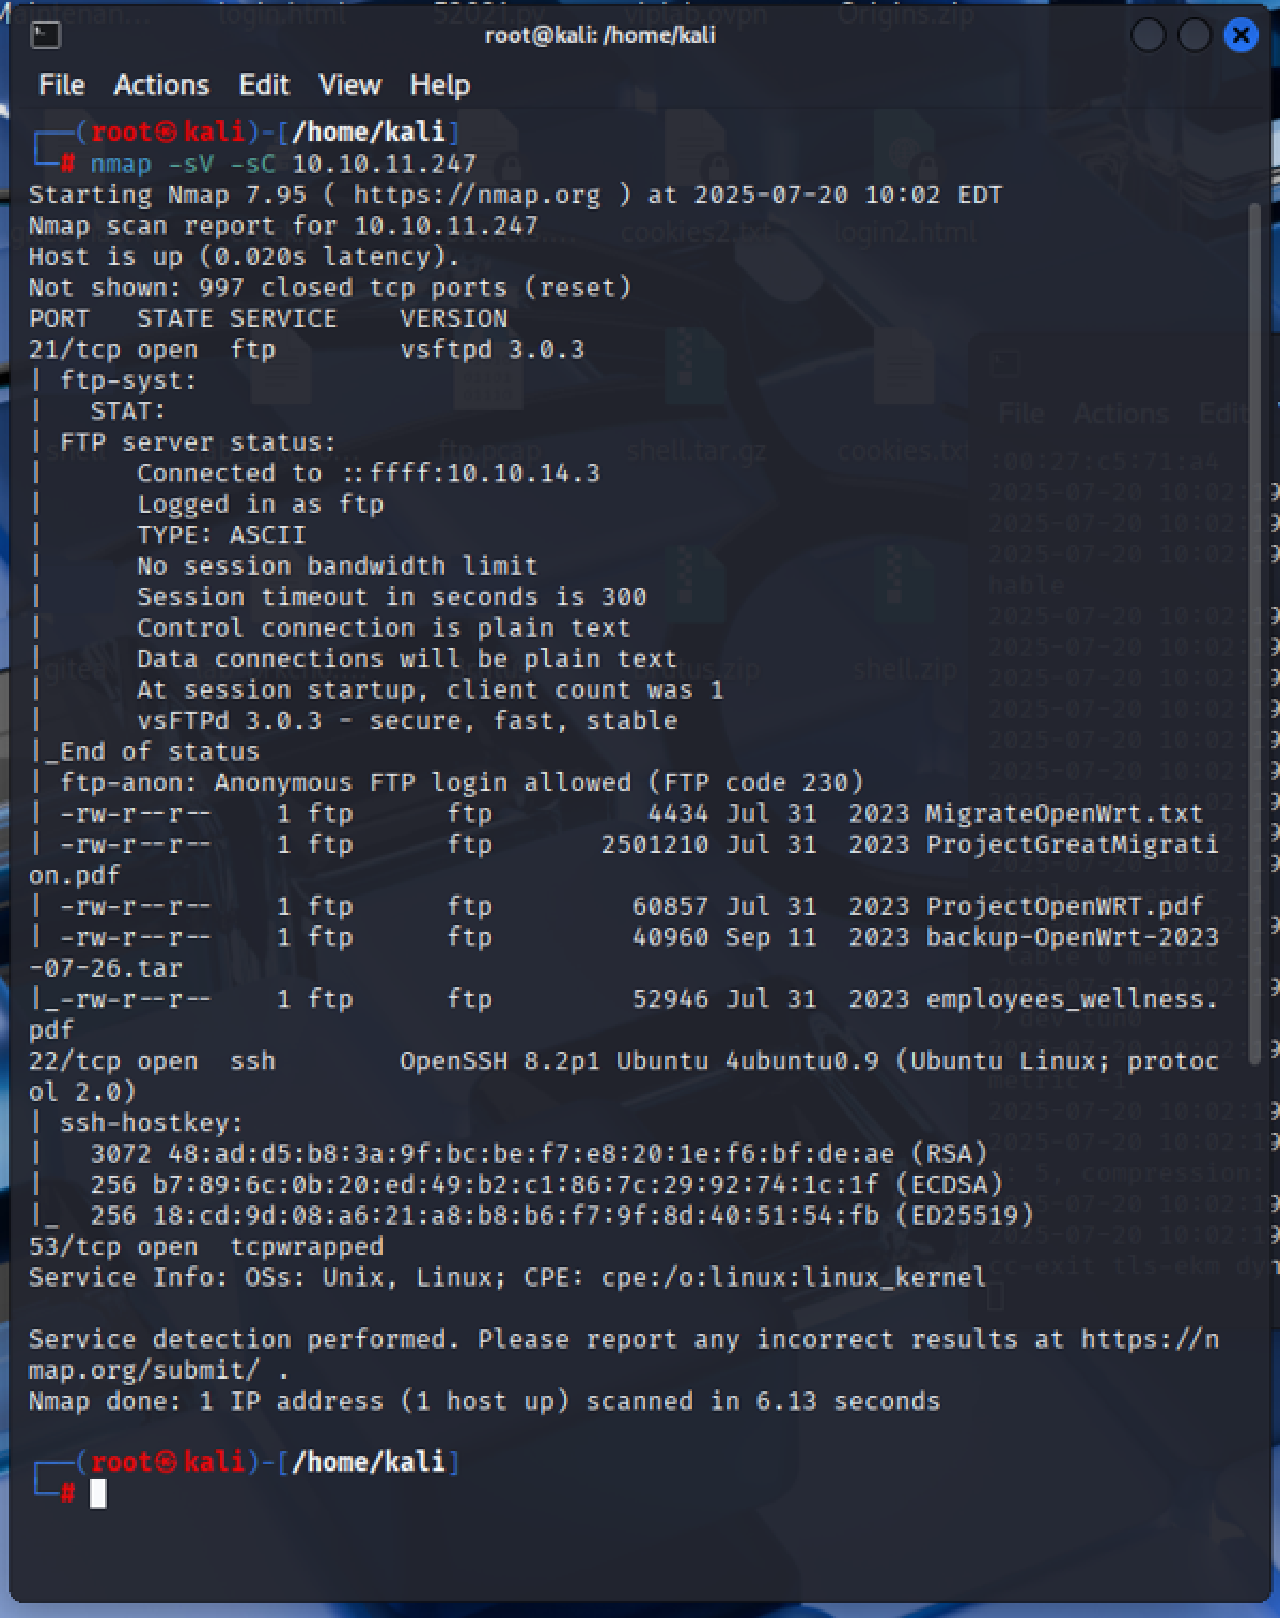 root@kali: /home/kali
File Actions Edit View Help
┌──(root㉿kali)-[/home/kali]
└─# nmap -sV -sC 10.10.11.247
Starting Nmap 7.95 ( https://nmap.org ) at 2025-07-20 10:02 EDT
Nmap scan report for 10.10.11.247
Host is up (0.020s latency).
Not shown: 997 closed tcp ports (reset)
PORT   STATE SERVICE    VERSION
21/tcp open  ftp        vsftpd 3.0.3
| ftp-syst:
|   STAT:
| FTP server status:
|      Connected to ::ffff:10.10.14.3
|      Logged in as ftp
|      TYPE: ASCII
|      No session bandwidth limit
|      Session timeout in seconds is 300
|      Control connection is plain text
|      Data connections will be plain text
|      At session startup, client count was 1
|      vsFTPd 3.0.3 - secure, fast, stable
|_End of status
| ftp-anon: Anonymous FTP login allowed (FTP code 230)
| -rw-r--r--    1 ftp      ftp          4434 Jul 31  2023 MigrateOpenWrt.txt
| -rw-r--r--    1 ftp      ftp       2501210 Jul 31  2023 ProjectGreatMigrati
on.pdf
| -rw-r--r--    1 ftp      ftp         60857 Jul 31  2023 ProjectOpenWRT.pdf
| -rw-r--r--    1 ftp      ftp         40960 Sep 11  2023 backup-OpenWrt-2023
-07-26.tar
|_-rw-r--r--    1 ftp      ftp         52946 Jul 31  2023 employees_wellness.
pdf
22/tcp open  ssh        OpenSSH 8.2p1 Ubuntu 4ubuntu0.9 (Ubuntu Linux; protoc
ol 2.0)
| ssh-hostkey:
|   3072 48:ad:d5:b8:3a:9f:bc:be:f7:e8:20:1e:f6:bf:de:ae (RSA)
|   256 b7:89:6c:0b:20:ed:49:b2:c1:86:7c:29:92:74:1c:1f (ECDSA)
|_  256 18:cd:9d:08:a6:21:a8:b8:b6:f7:9f:8d:40:51:54:fb (ED25519)
53/tcp open  tcpwrapped
Service Info: OSs: Unix, Linux; CPE: cpe:/o:linux:linux_kernel
Service detection performed. Please report any incorrect results at https://n
map.org/submit/ .
Nmap done: 1 IP address (1 host up) scanned in 6.13 seconds
┌──(root㉿kali)-[/home/kali]
└─#